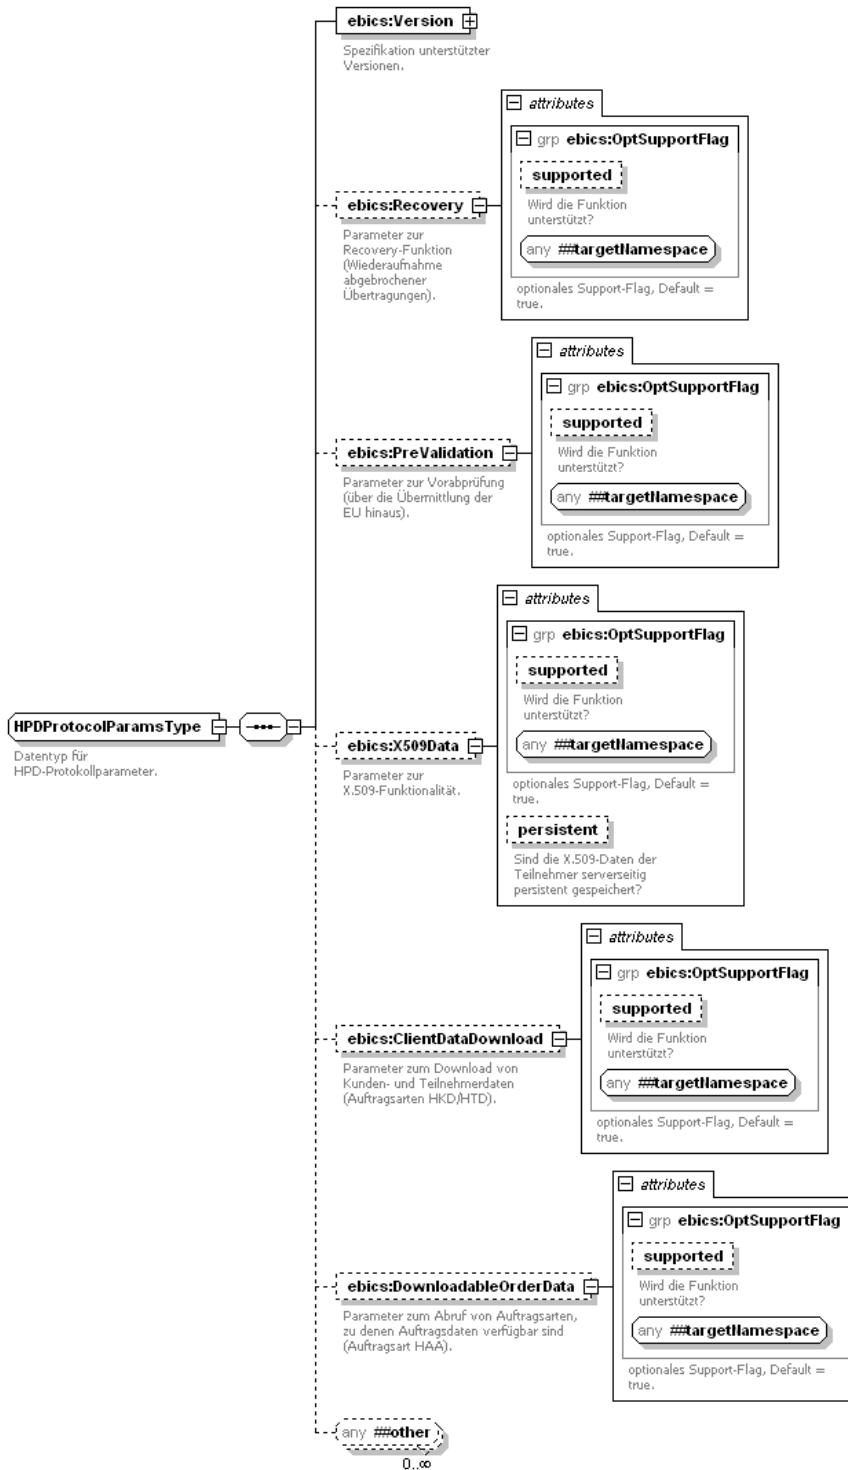 ebics:Version
Spezifikation unterstützter
Versionen.
attributes
grp ebics:OptSupportFlag
supported
Wird die Funktion
unterstützt?
any ##targetNamespace
optionales Support-Flag, Default =
true.
ebics:Recovery
Parameter zur
Recovery-Funktion
(Wiederaufnahme
abgebrochener
Übertragungen).
attributes
grp ebics:OptSupportFlag
supported
Wird die Funktion
unterstützt?
any ##targetNamespace
optionales Support-Flag, Default =
true.
ebics:PreValidation
Parameter zur Vorabprüfung
(über die Übermittlung der
EU hinaus).
attributes
grp ebics:OptSupportFlag
supported
Wird die Funktion
unterstützt?
any ##targetNamespace
optionales Support-Flag, Default =
true.
persistent
Sind die X.509-Daten der
Teilnehmer serverseitig
persistent gespeichert?
HPDProtocolParamsType
Datentyp für
HPD-Protokollparameter.
ebics:X509Data
Parameter zur
X.509-Funktionalität.
attributes
grp ebics:OptSupportFlag
supported
Wird die Funktion
unterstützt?
any ##targetNamespace
optionales Support-Flag, Default =
true.
ebics:ClientDataDownload
Parameter zum Download von
Kunden- und Teilnehmerdaten
(Auftragsarten HKD/HTD).
attributes
grp ebics:OptSupportFlag
supported
Wird die Funktion
unterstützt?
any ##targetNamespace
optionales Support-Flag, Default =
true.
ebics:DownloadableOrderData
Parameter zum Abruf von Auftragsarten,
zu denen Auftragsdaten verfügbar sind
(Auftragsart HAA).
any ##other
0..∞